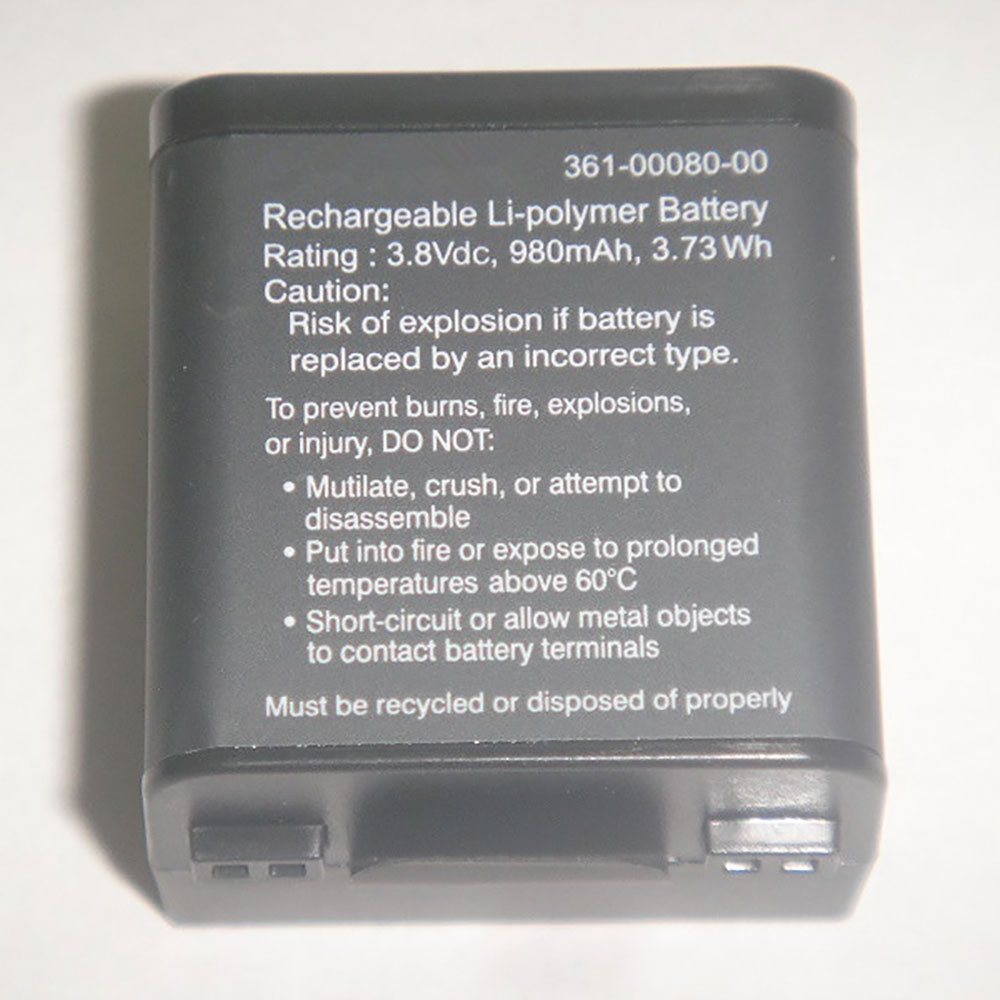 361-00080-00
Rechargeable Li-polymer Battery
Rating : 3.8Vdc, 980mAh, 3.73 Wh
Caution:
Risk of explosion if battery is
replaced by an incorrect type.
To prevent burns, fire, explosions,
or injury, DO NOT:
• Mutilate, crush, or attempt to
disassemble
• Put into fire or expose to prolonged
temperatures above 60°C
• Short-circuit or allow metal objects
to contact battery terminals
Must be recycled or disposed of properly